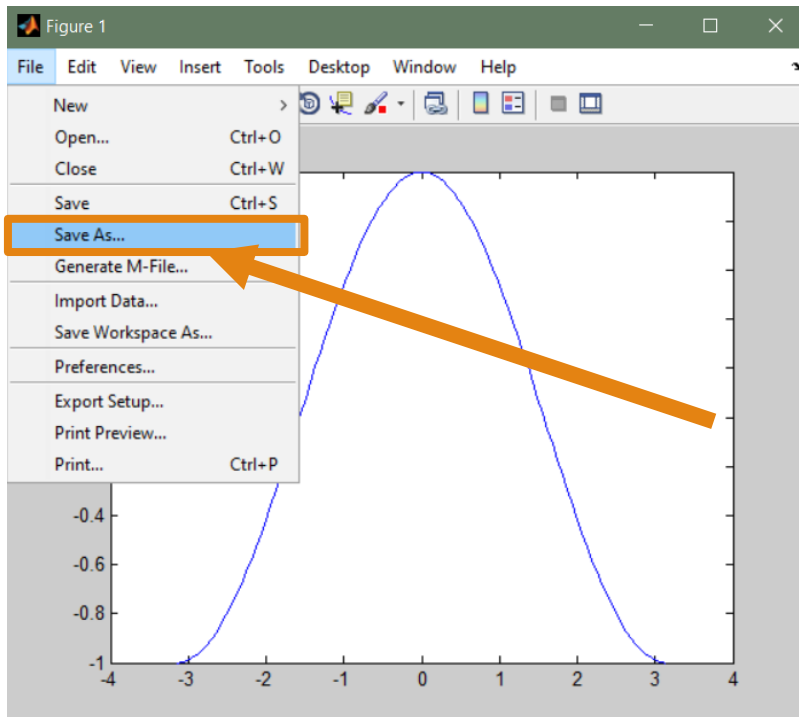 Figure 1
File Edit View Insert Tools Desktop Window Help
New
Open... Ctrl+O
Close Ctrl+W
Save Ctrl+S
Save As...
Generate M-File...
Import Data...
Save Workspace As...
Preferences...
Export Setup...
Print Preview...
Print... Ctrl+P
-0.4
-0.6
-0.8
-1
-4 -3 -2 -1 0 1 2 3 4